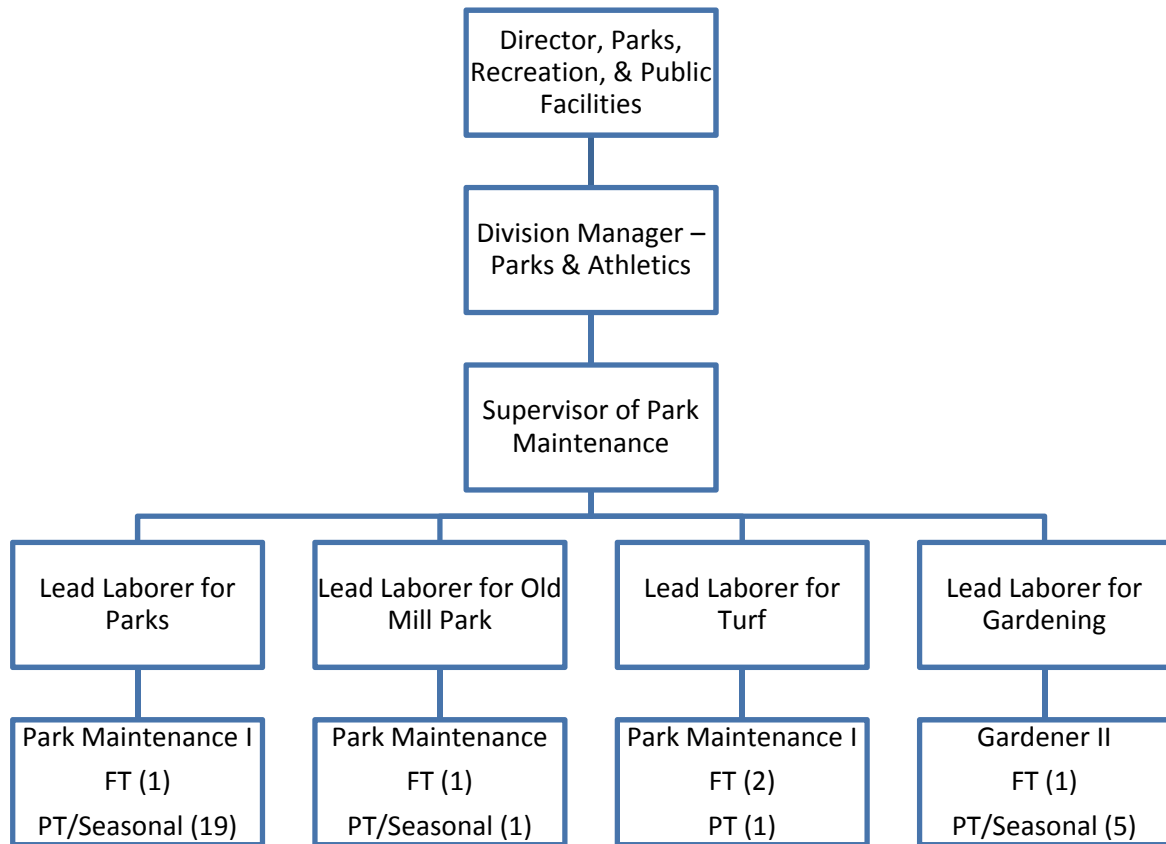 Director, Parks,
Recreation, & Public
Facilities
Division Manager –
Parks & Athletics
Supervisor of Park
Maintenance
Lead Laborer for
Parks
Lead Laborer for Old
Mill Park
Lead Laborer for
Turf
Lead Laborer for
Gardening
Park Maintenance I
FT (1)
PT/Seasonal (19)
Park Maintenance
FT (1)
PT/Seasonal (1)
Park Maintenance I
FT (2)
PT (1)
Gardener II
FT (1)
PT/Seasonal (5)